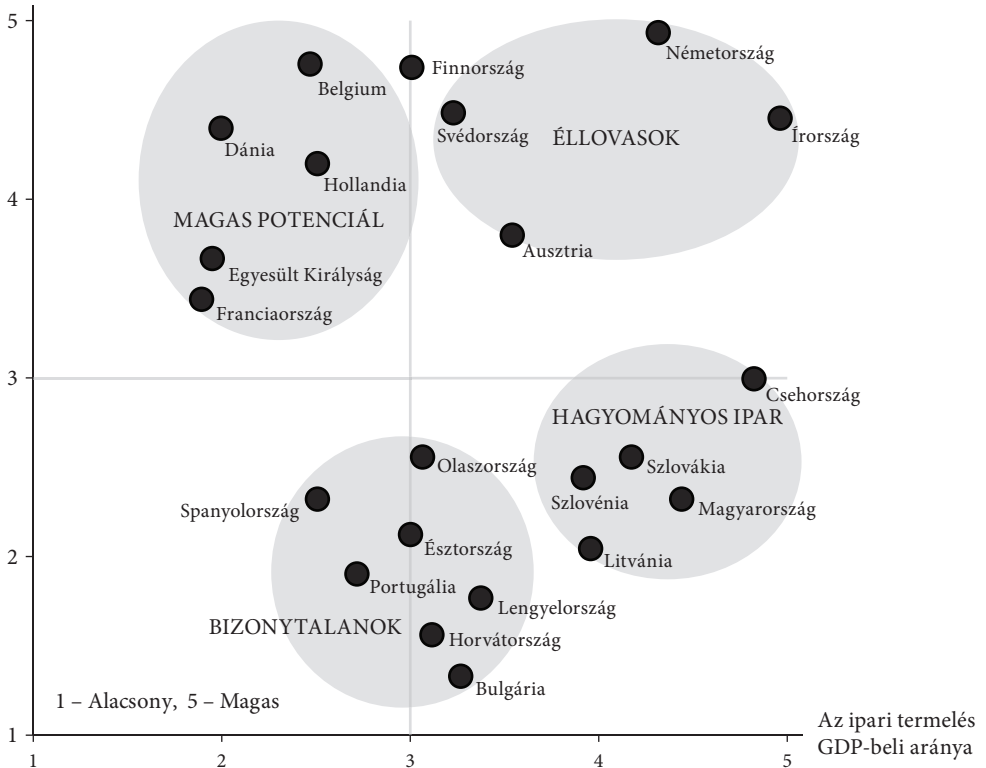 5
Németország
Finnország
Belgium
Svédország
ÉLLOVASOK
Írország
Dánia
Hollandia
4
MAGAS POTENCIÁL
Ausztria
Egyesült Királyság
Franciaország
3
Csehország
HAGYOMÁNYOS IPAR
Olaszország
Szlovákia
Spanyolország
Szlovénia
Magyarország
Észtország
2
Litvánia
Portugália
Lengyelország
BIZONYTALANOK
Horvátország
Bulgária
1 – Alacsony, 5 – Magas
1
Az ipari termelés
GDP-beli aránya
1 2 3 4 5